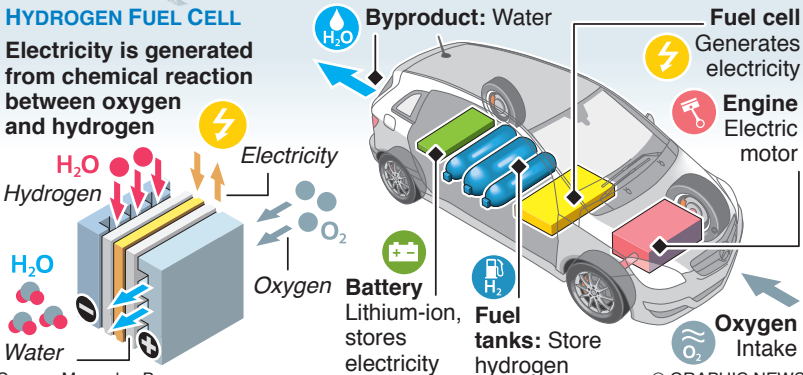 HYDROGEN FUEL CELL
Electricity is generated
from chemical reaction
between oxygen
and hydrogen
H₂O
Hydrogen
Electricity
O₂
Oxygen
H₂O
Water
−
+
H₂O
Byproduct: Water
Fuel cell
Generates
electricity
Engine
Electric
motor
+ −
Battery
Lithium-ion,
stores
electricity
H₂
Fuel
tanks: Store
hydrogen
O₂
Oxygen
Intake
© GRAPHIC NEWS